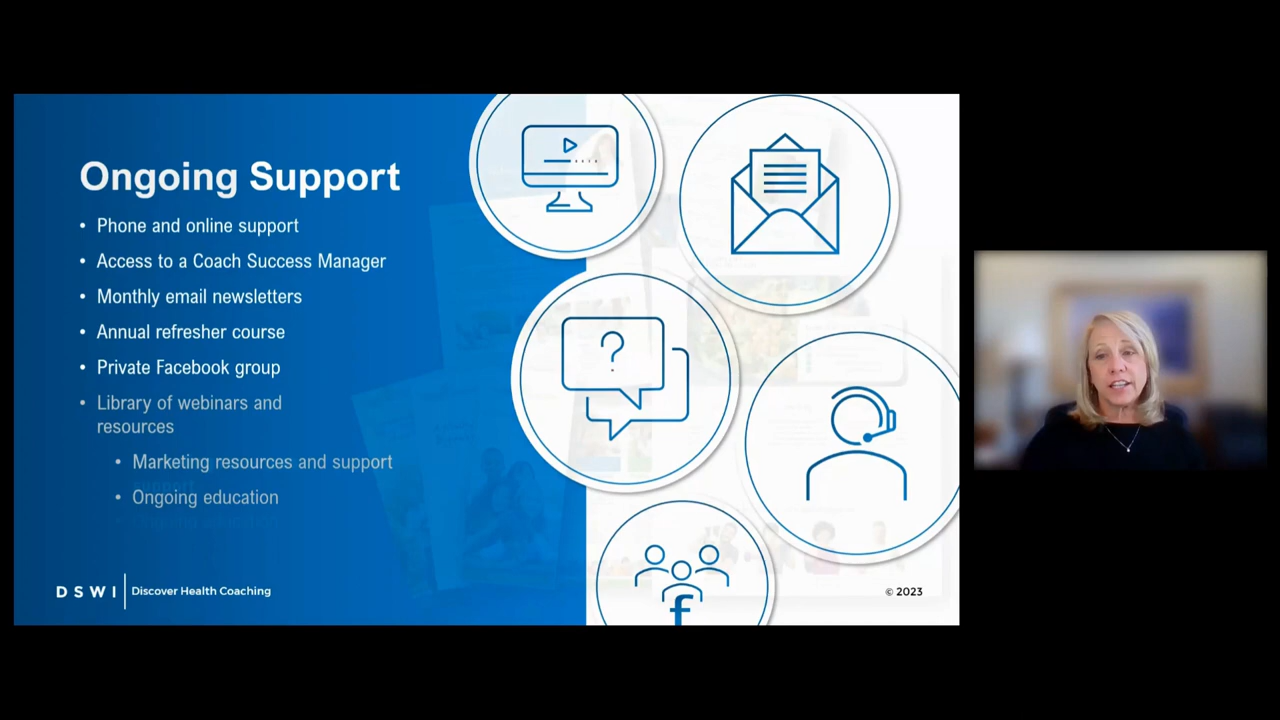 Ongoing Support
• Phone and online support
• Access to a Coach Success Manager
• Monthly email newsletters
• Annual refresher course
• Private Facebook group
• Library of webinars and
resources
• Marketing resources and support
• Ongoing education
?
f
DSWI | Discover Health Coaching
© 2023